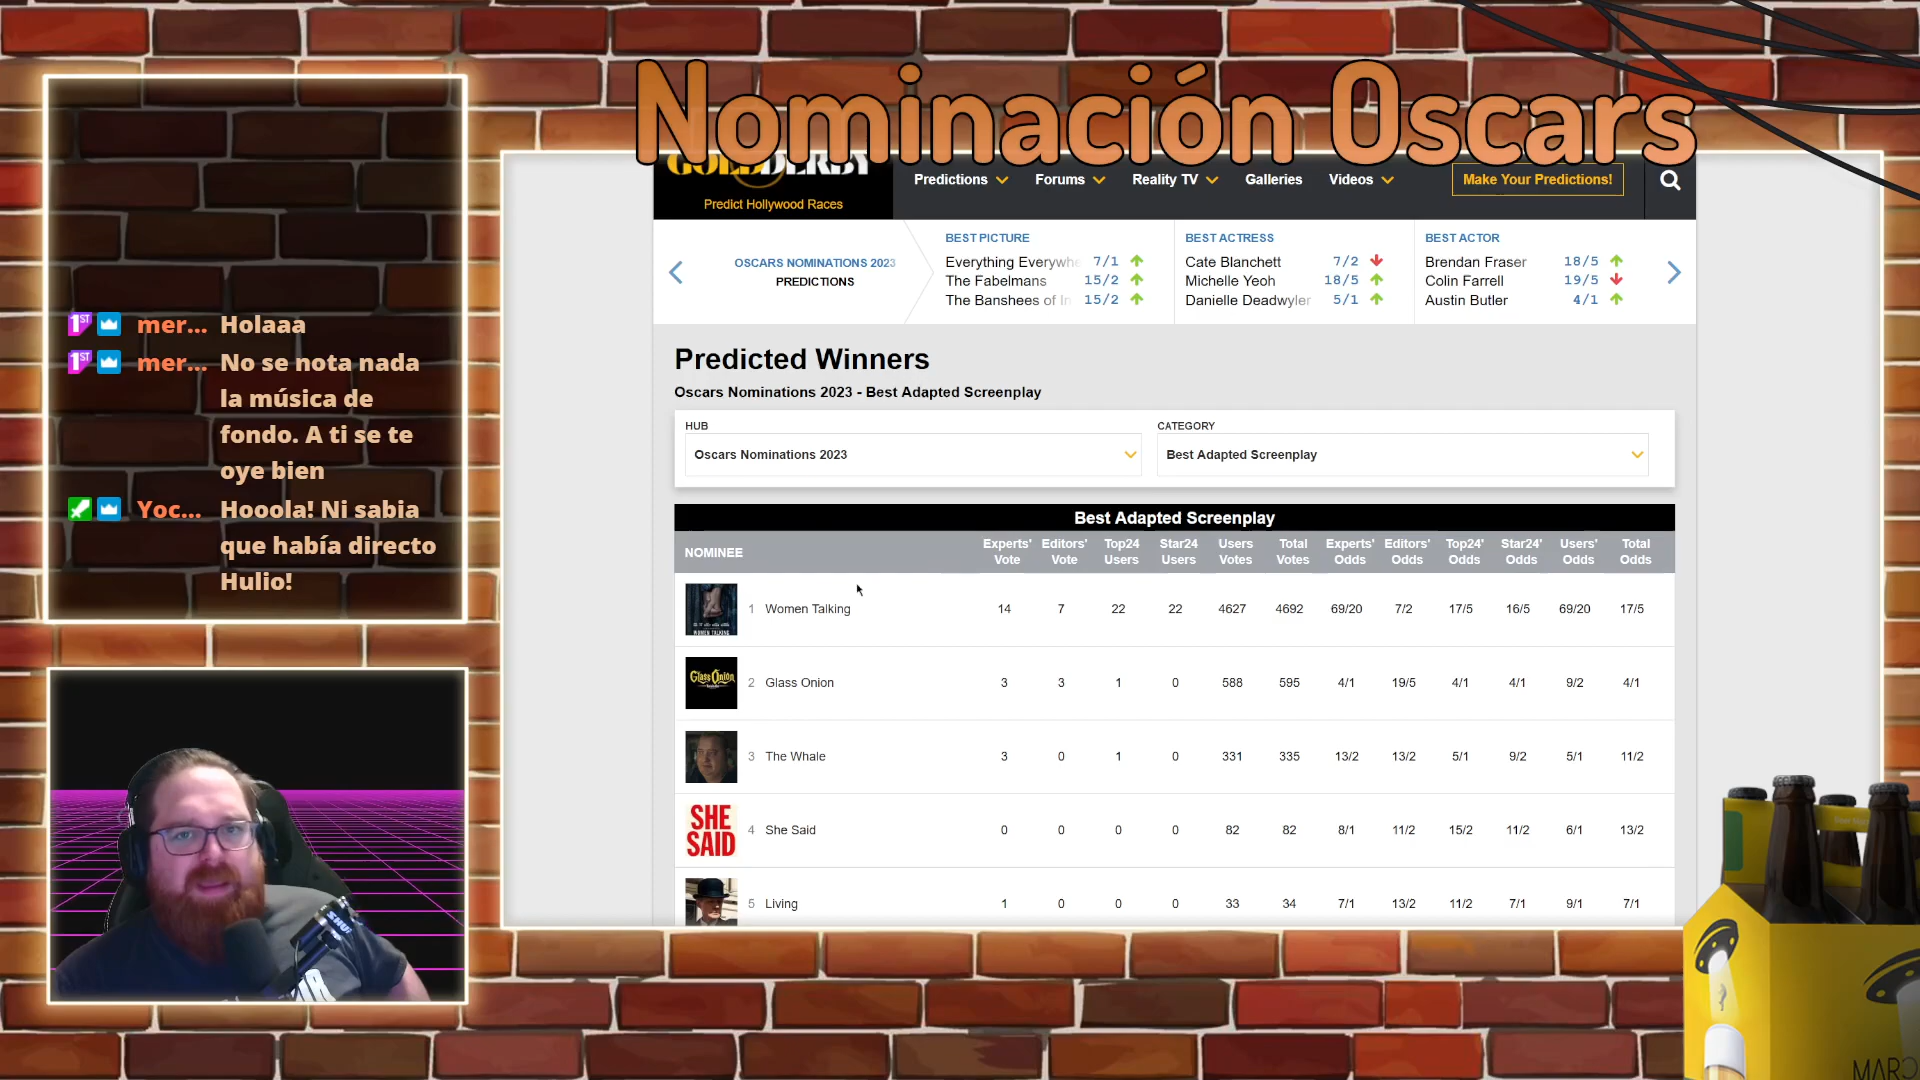 Nominación Oscars
GOLD DERBY
Predict Hollywood Races
Predictions Forums Reality TV Galleries Videos Make Your Predictions!
OSCARS NOMINATIONS 2023
PREDICTIONS
BEST PICTURE
Everything Everywhe 7/1
The Fabelmans 15/2
The Banshees of In 15/2
BEST ACTRESS
Cate Blanchett 7/2
Michelle Yeoh 18/5
Danielle Deadwyler 5/1
BEST ACTOR
Brendan Fraser 18/5
Colin Farrell 19/5
Austin Butler 4/1
1ST mer... Holaaa
1ST mer... No se nota nada
la música de
fondo. A ti se te
oye bien
Yoc... Hooola! Ni sabia
que había directo
Hulio!
Predicted Winners
Oscars Nominations 2023 - Best Adapted Screenplay
HUB
Oscars Nominations 2023
CATEGORY
Best Adapted Screenplay
Best Adapted Screenplay
NOMINEE Experts' Vote Editors' Vote Top24 Users Star24 Users Users Votes Total Votes Experts' Odds Editors' Odds Top24' Odds Star24' Odds Users' Odds Total Odds
WOMEN TALKING
1 Women Talking 14 7 22 22 4627 4692 69/20 7/2 17/5 16/5 69/20 17/5
Glass Onion
2 Glass Onion 3 3 1 0 588 595 4/1 19/5 4/1 4/1 9/2 4/1
3 The Whale 3 0 1 0 331 335 13/2 13/2 5/1 9/2 5/1 11/2
SHE
SAID
4 She Said 0 0 0 0 82 82 8/1 11/2 15/2 11/2 6/1 13/2
5 Living 1 0 0 0 33 34 7/1 13/2 11/2 7/1 9/1 7/1
SHURE
MARC